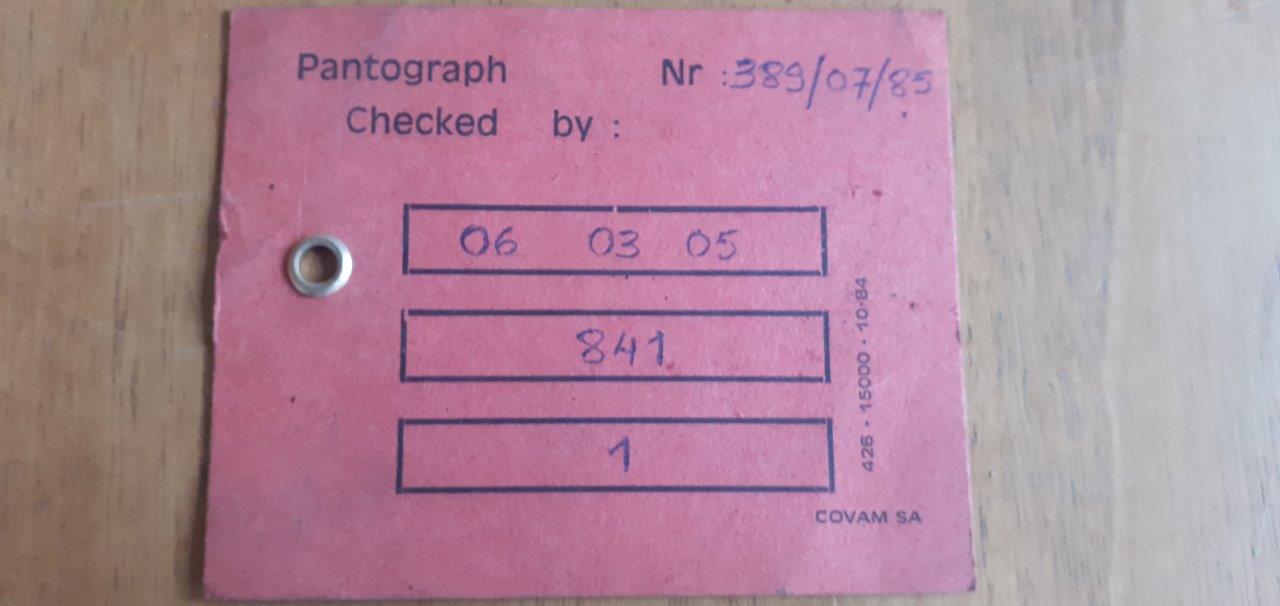 Pantograph Nr : 389/07/85
Checked by :
06 03 05
841
1
426 - 15000 - 10-84
COVAM SA